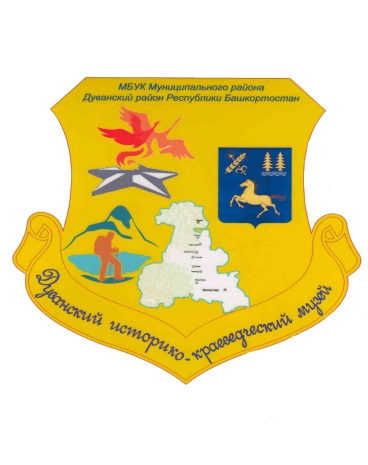 МБУК Муниципального района
Дуванский район Республики Башкортостан
Дуванский историко-краеведческий музей